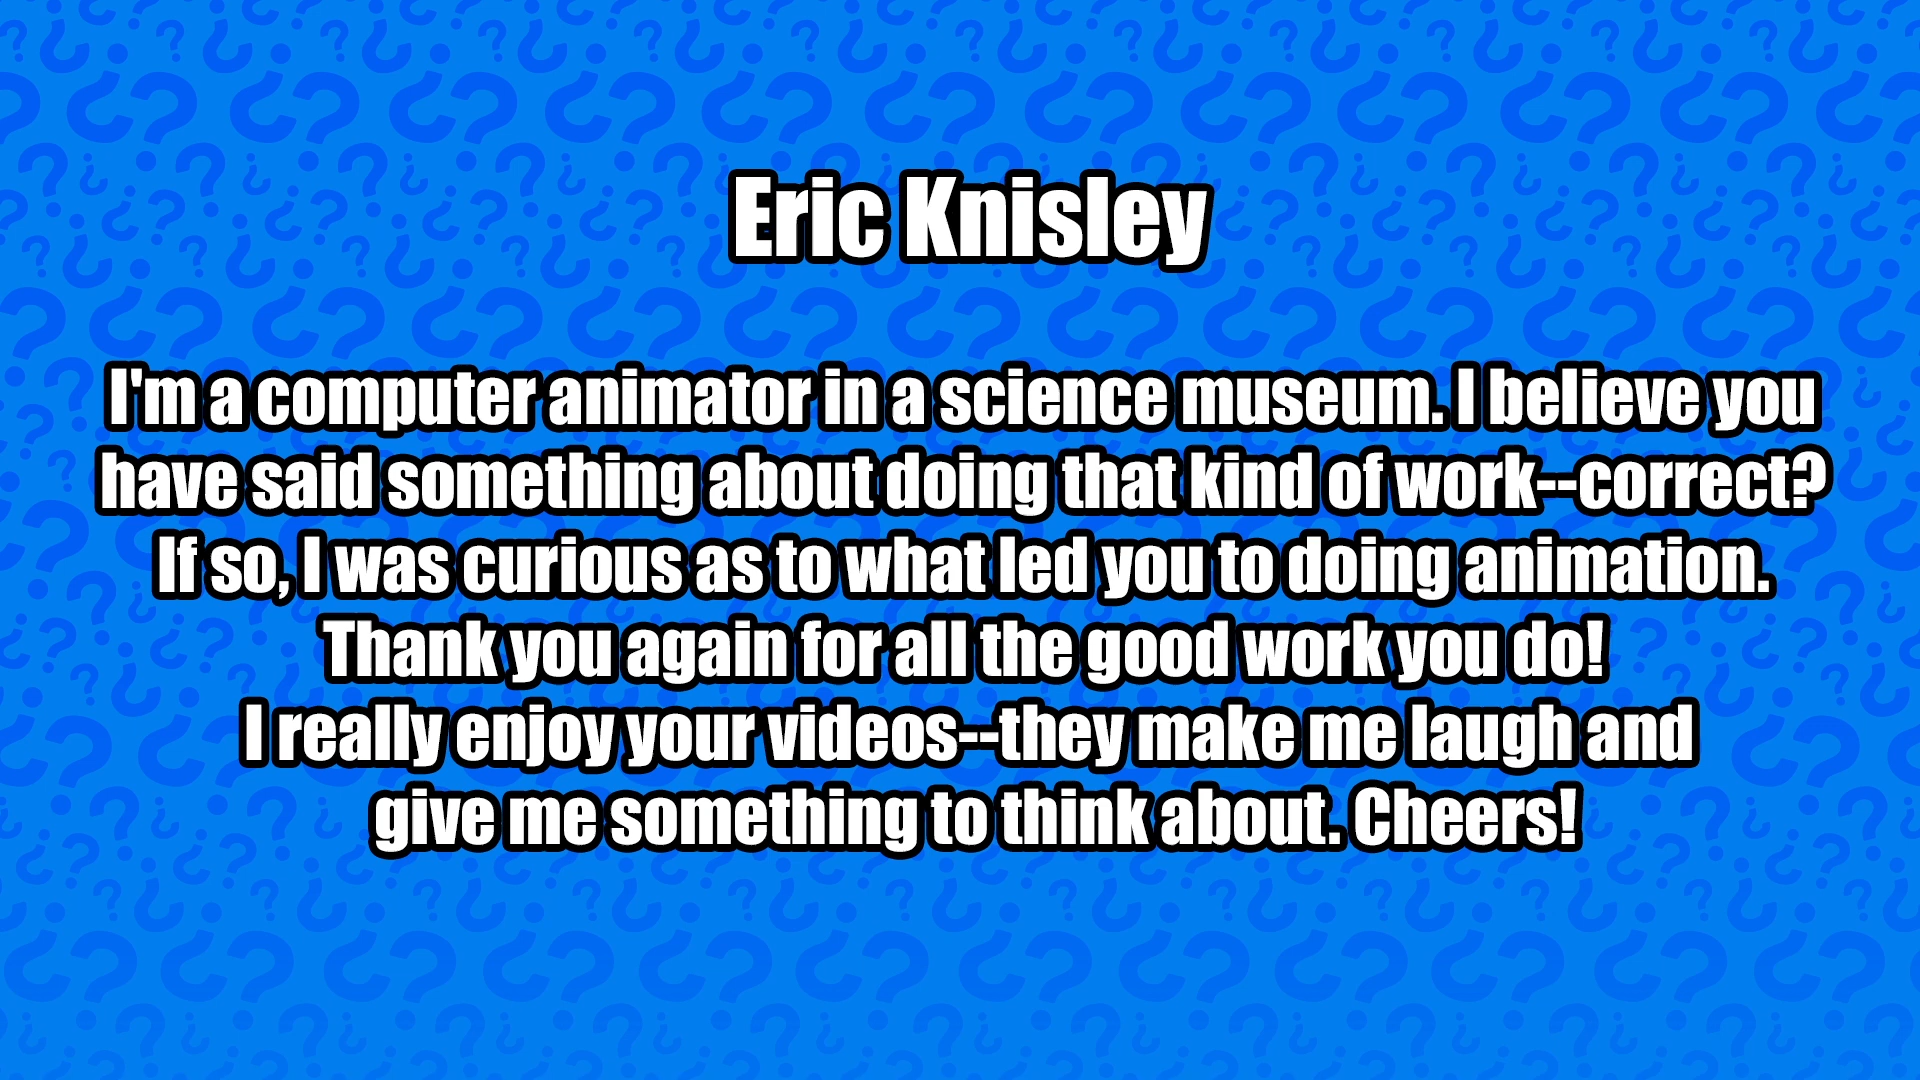 Eric Knisley
I'm a computer animator in a science museum. I believe you
have said something about doing that kind of work--correct?
If so, I was curious as to what led you to doing animation.
Thank you again for all the good work you do!
I really enjoy your videos--they make me laugh and
give me something to think about. Cheers!